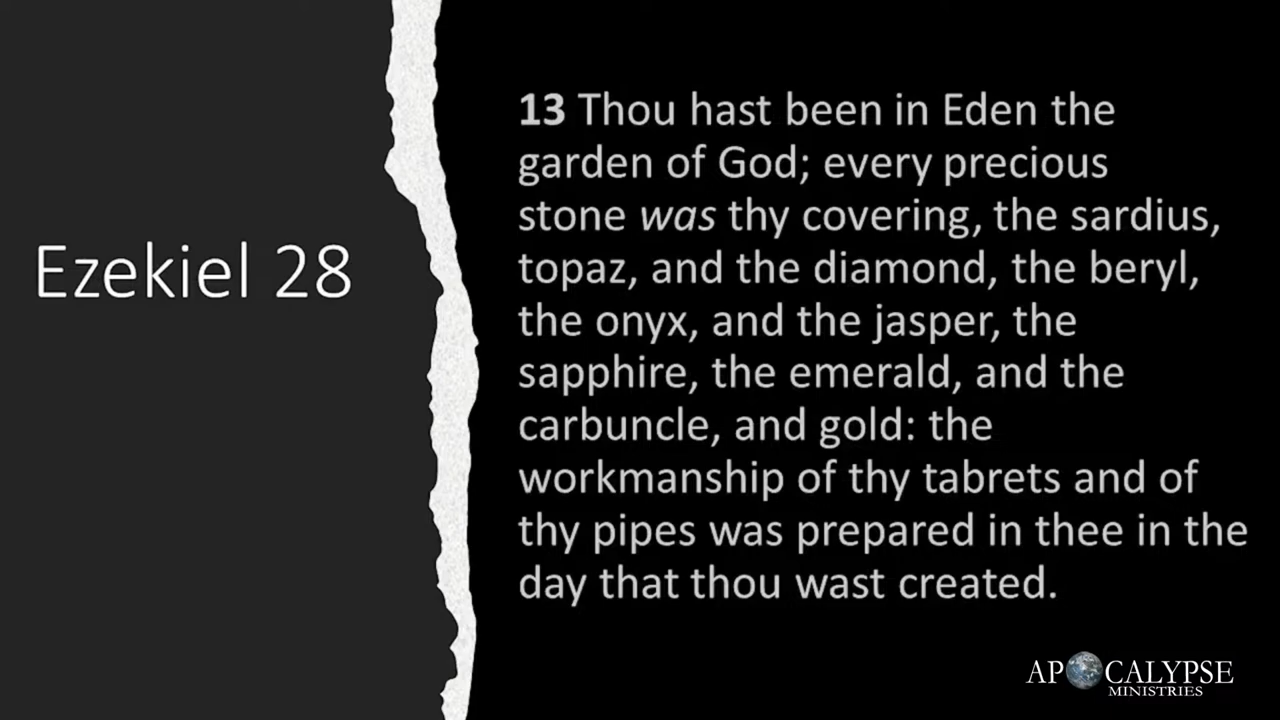 Ezekiel 28
13 Thou hast been in Eden the
garden of God; every precious
stone was thy covering, the sardius,
topaz, and the diamond, the beryl,
the onyx, and the jasper, the
sapphire, the emerald, and the
carbuncle, and gold: the
workmanship of thy tabrets and of
thy pipes was prepared in thee in the
day that thou wast created.
APOCALYPSE
MINISTRIES